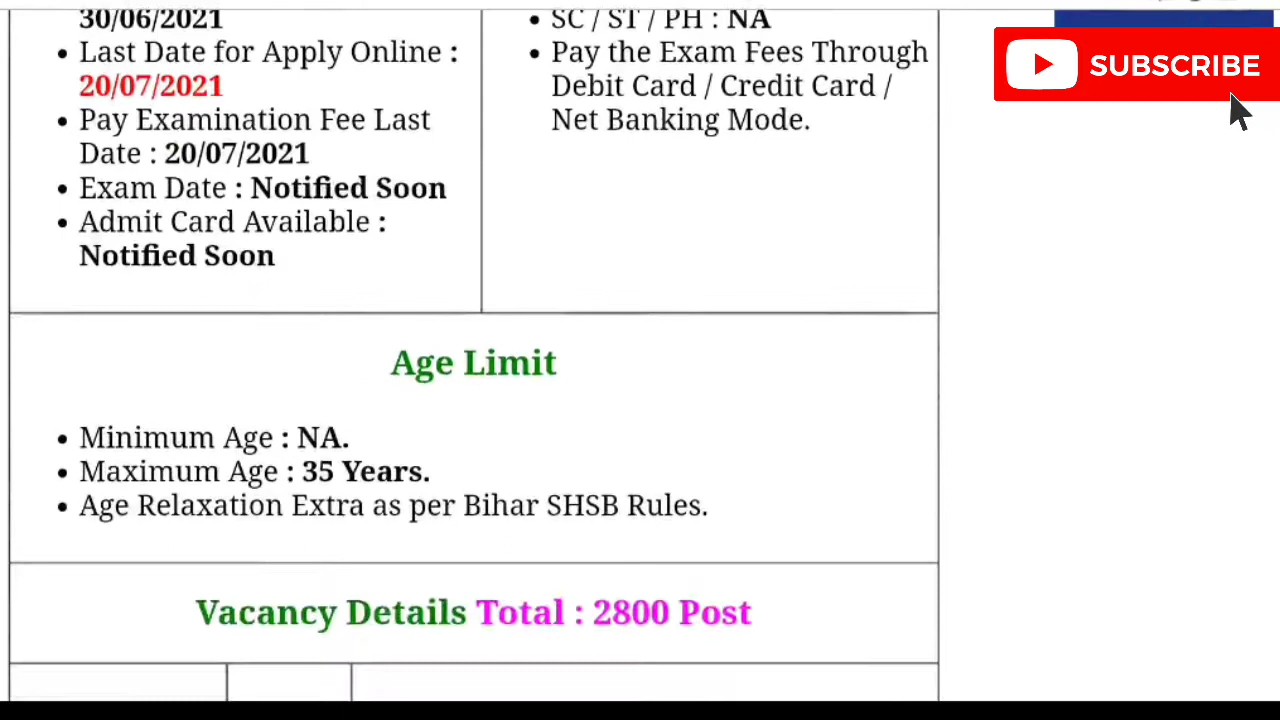 30/06/2021
• Last Date for Apply Online :
20/07/2021
• Pay Examination Fee Last
Date : 20/07/2021
• Exam Date : Notified Soon
• Admit Card Available :
Notified Soon
• SC / ST / PH : NA
• Pay the Exam Fees Through
Debit Card / Credit Card /
Net Banking Mode.
SUBSCRIBE
Age Limit
• Minimum Age : NA.
• Maximum Age : 35 Years.
• Age Relaxation Extra as per Bihar SHSB Rules.
Vacancy Details Total : 2800 Post